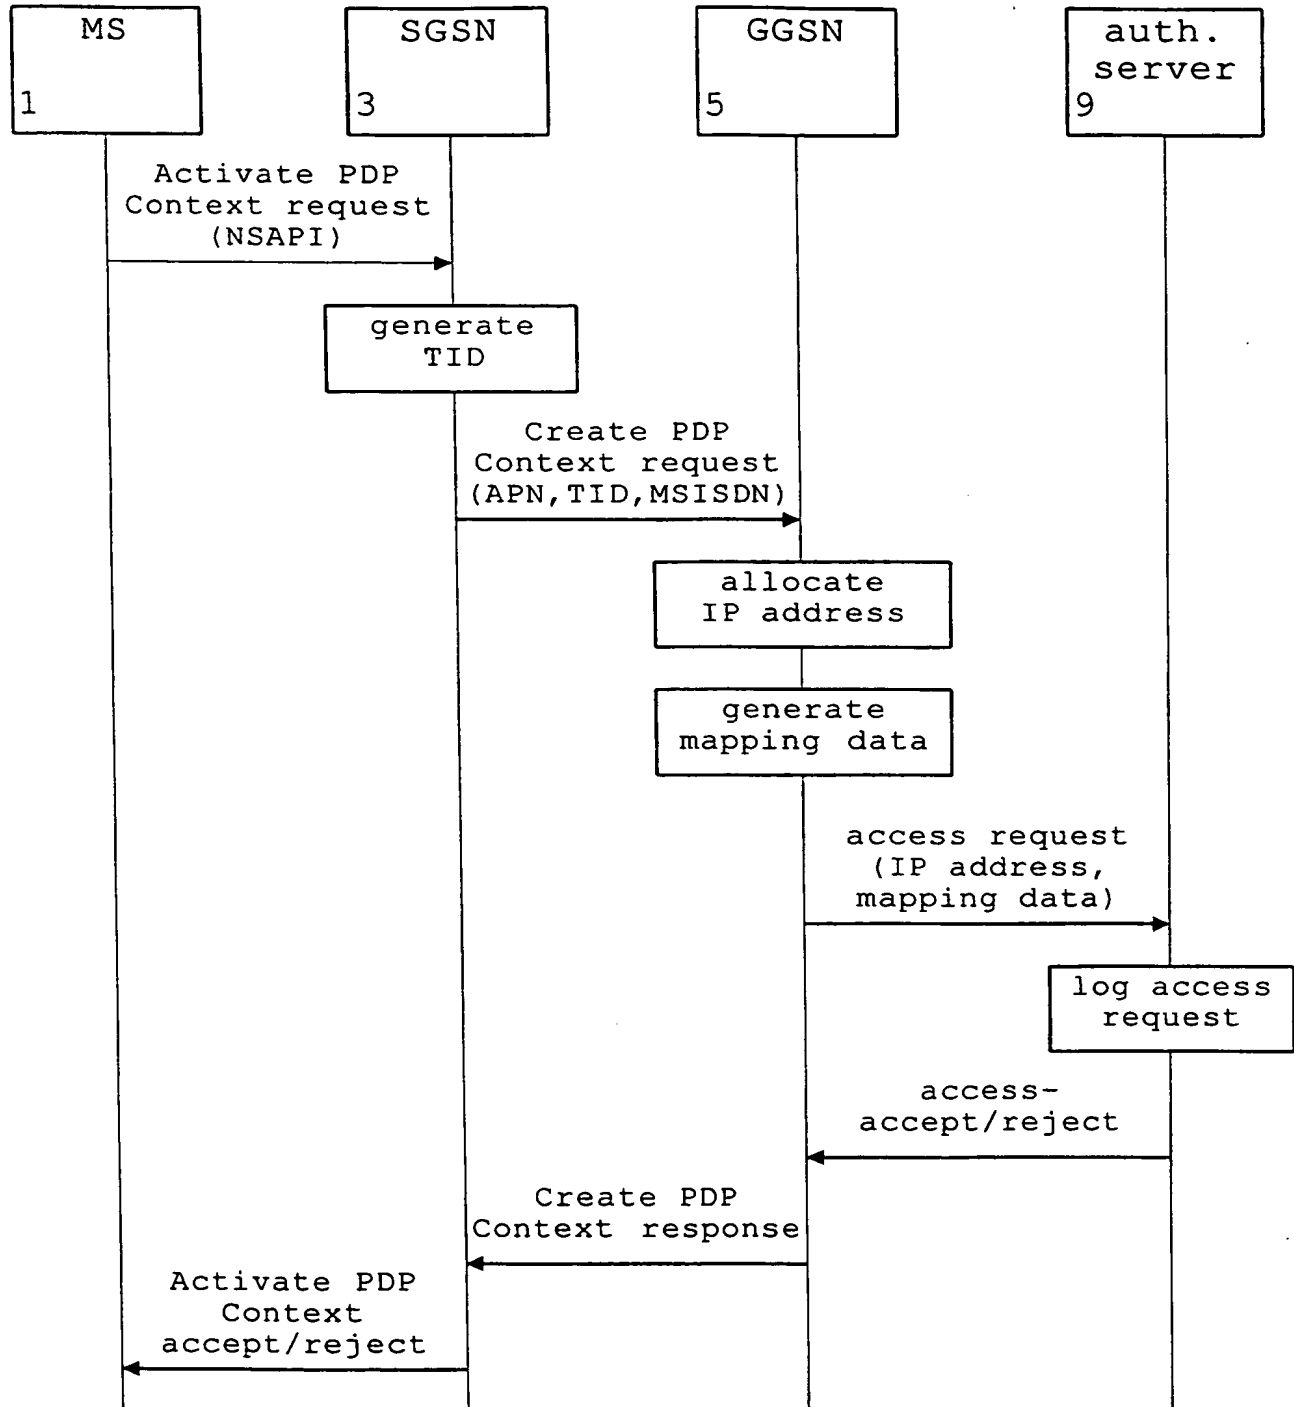 MS
1
SGSN
3
GGSN
5
auth.
server
9
Activate PDP
Context request
(NSAPI)
generate
TID
Create PDP
Context request
(APN,TID,MSISDN)
allocate
IP address
generate
mapping data
access request
(IP address,
mapping data)
log access
request
access-
accept/reject
Create PDP
Context response
Activate PDP
Context
accept/reject